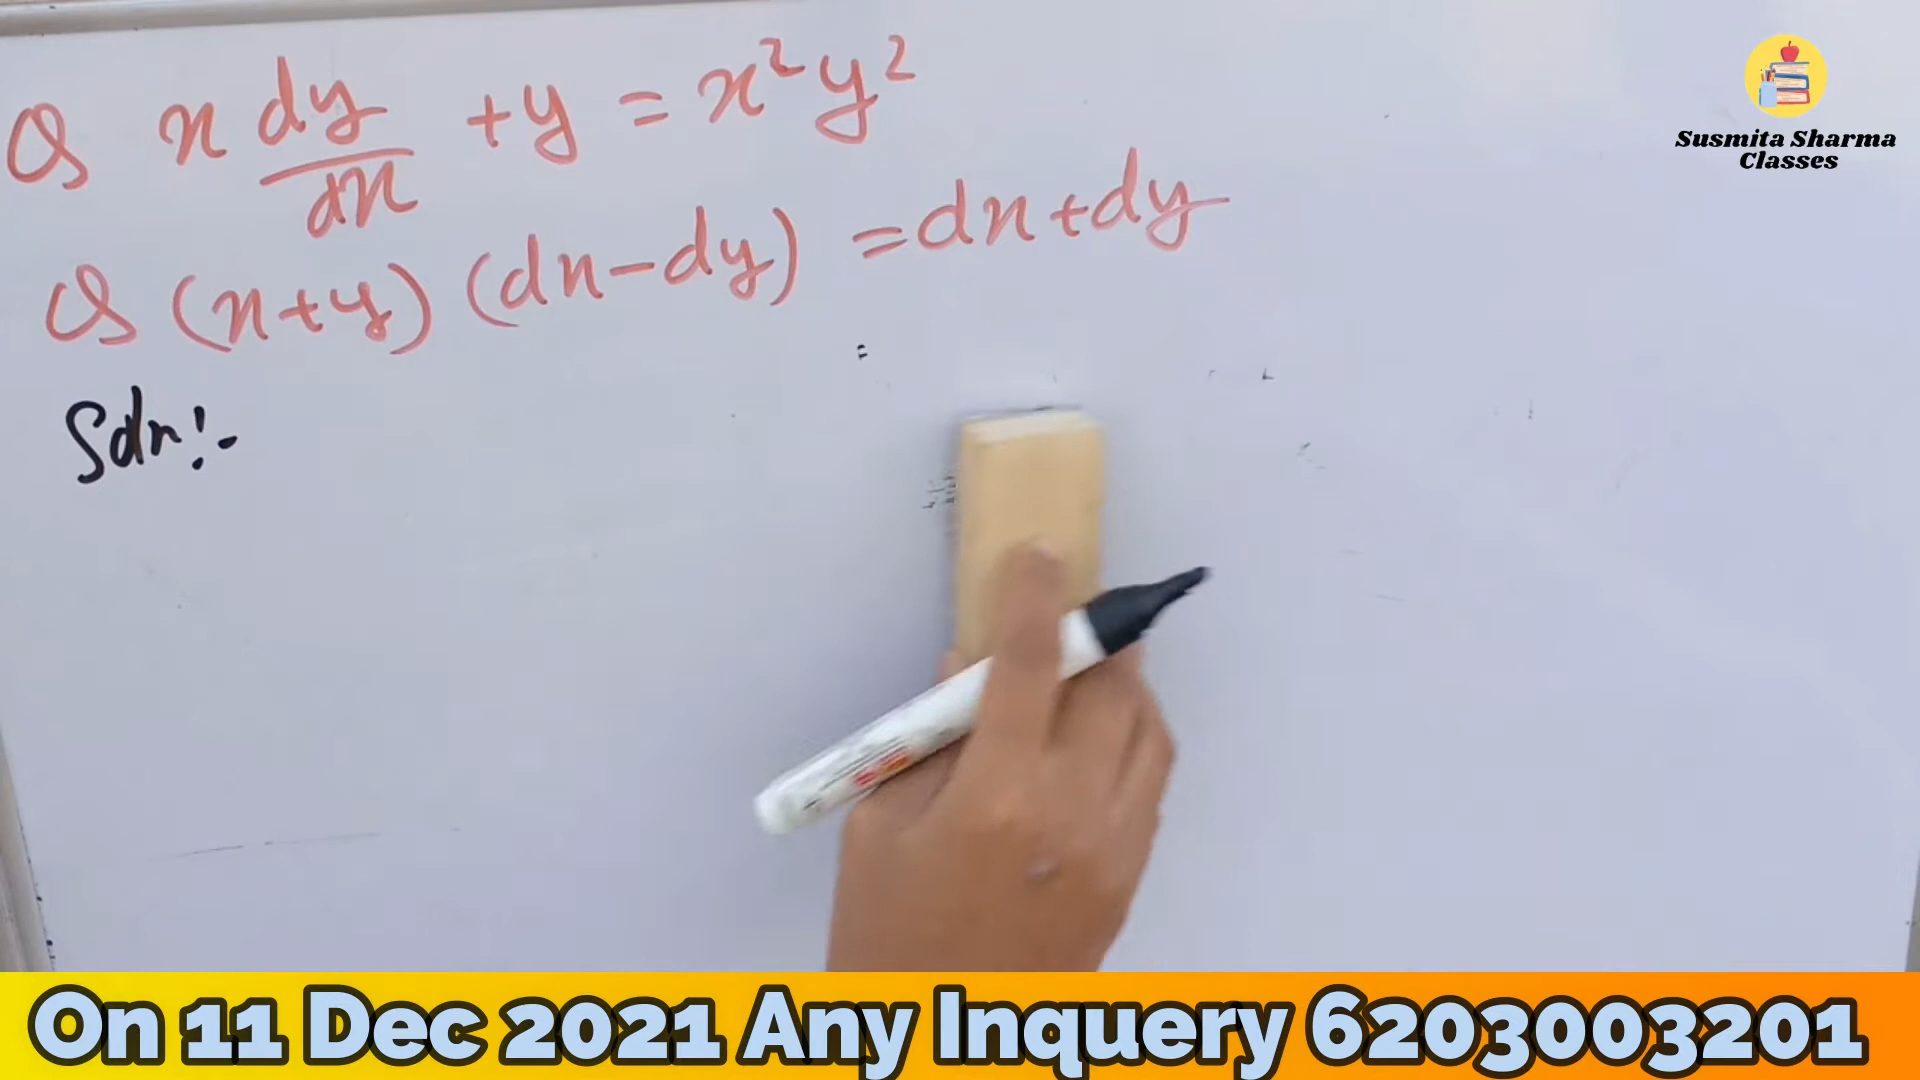 Q x dy/dx + y = x²y²
Q (x+y) (dx-dy) = dx+dy
Soln:-
=
Susmita Sharma
Classes
On 11 Dec 2021 Any Inquery 6203003201